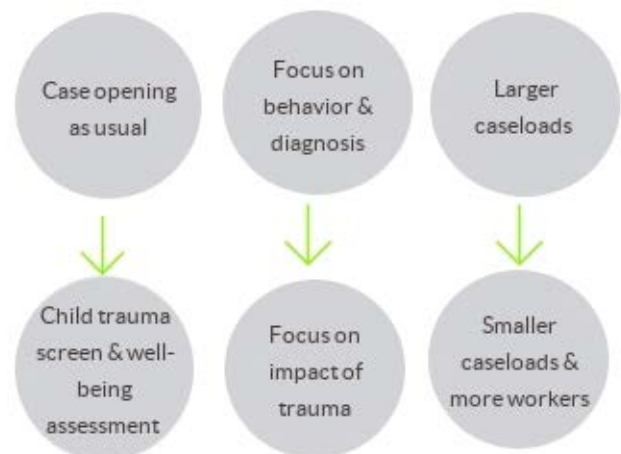 Case opening
as usual
Focus on
behavior &
diagnosis
Larger
caseloads
Child trauma
screen & well-
being
assessment
Focus on
impact of
trauma
Smaller
caseloads &
more workers